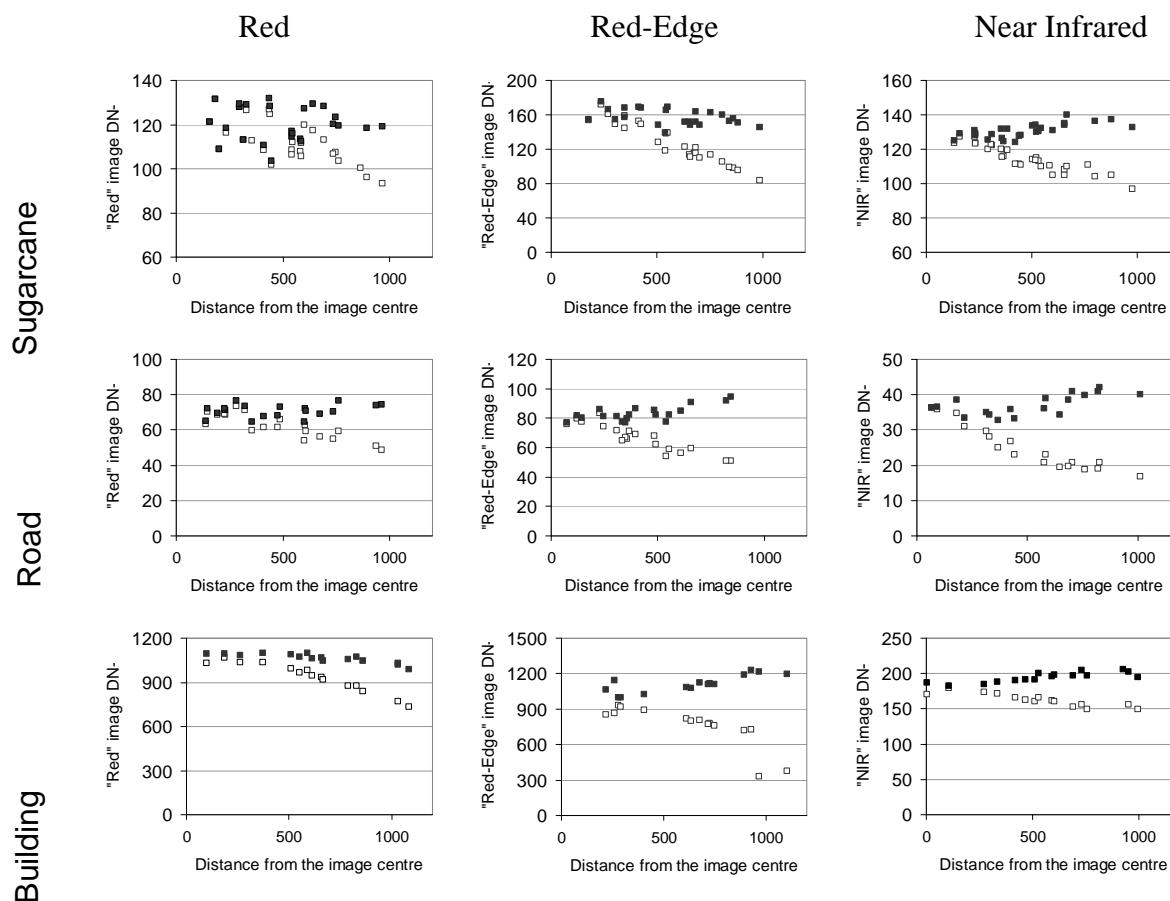 Red Red-Edge Near Infrared
Sugarcane
"Red" image DN-
140
120
100
80
60
0 500 1000
Distance from the image centre
"Red-Edge" image DN-
200
160
120
80
40
0
0 500 1000
Distance from the image centre
"NIR" image DN-
160
140
120
100
80
60
0 500 1000
Distance from the image centre
Road
"Red" image DN-
100
80
60
40
20
0
0 500 1000
Distance from the image centre
"Red-Edge" image DN-
120
100
80
60
40
20
0
0 500 1000
Distance from the image centre
"NIR" image DN-
50
40
30
20
10
0
0 500 1000
Distance from the image centre
Building
"Red" image DN-
1200
900
600
300
0
0 500 1000
Distance from the image centre
"Red-Edge" image DN-
1500
1200
900
600
300
0
0 500 1000
Distance from the image centre
"NIR" image DN-
250
200
150
100
50
0
0 500 1000
Distance from the image centre